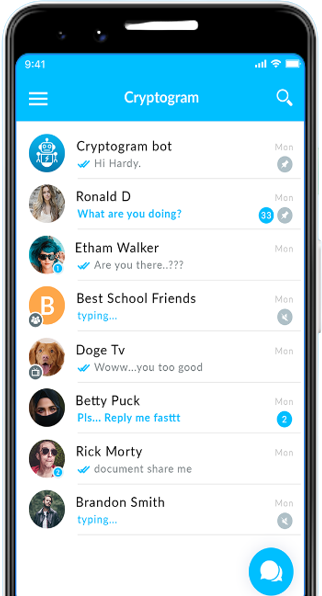 9:41
Cryptogram
Cryptogram bot Mon
Hi Hardy.
Ronald D Mon
What are you doing? 33
Etham Walker Mon
1 Are you there..???
B Best School Friends Mon
typing...
Doge Tv Mon
Woww...you too good
Betty Puck Mon
Pls... Reply me fasttt 2
Rick Morty Mon
2 document share me
Brandon Smith Mon
typing...